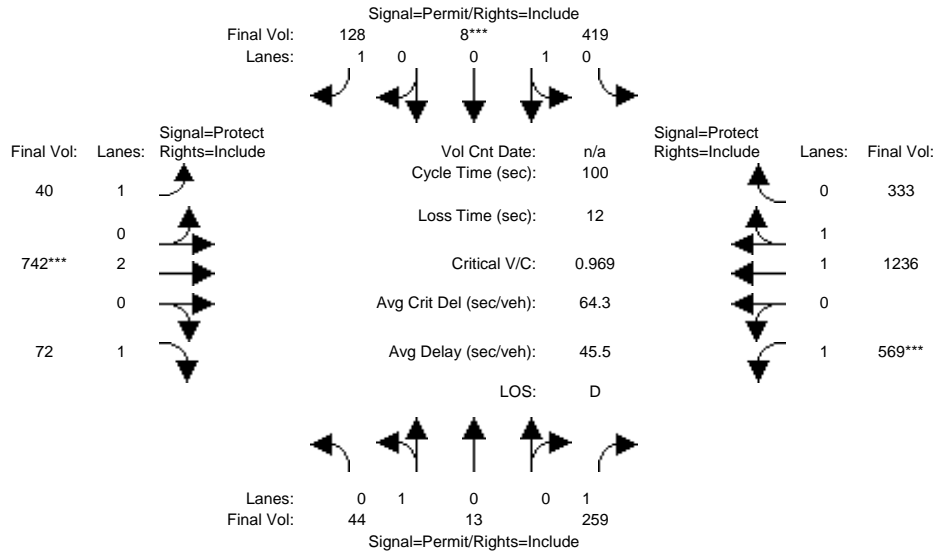 Signal=Permit/Rights=Include
Final Vol: 128 8*** 419
Lanes: 1 0 0 1 0
Signal=Protect Signal=Protect
Final Vol: Lanes: Rights=Include Vol Cnt Date: n/a Rights=Include Lanes: Final Vol:
Cycle Time (sec): 100
40 1 0 333
Loss Time (sec): 12
0 1
742*** 2 Critical V/C: 0.969 1 1236
0 Avg Crit Del (sec/veh): 64.3 0
72 1 Avg Delay (sec/veh): 45.5 1 569***
LOS: D
Lanes: 0 1 0 0 1
Final Vol: 44 13 259
Signal=Permit/Rights=Include